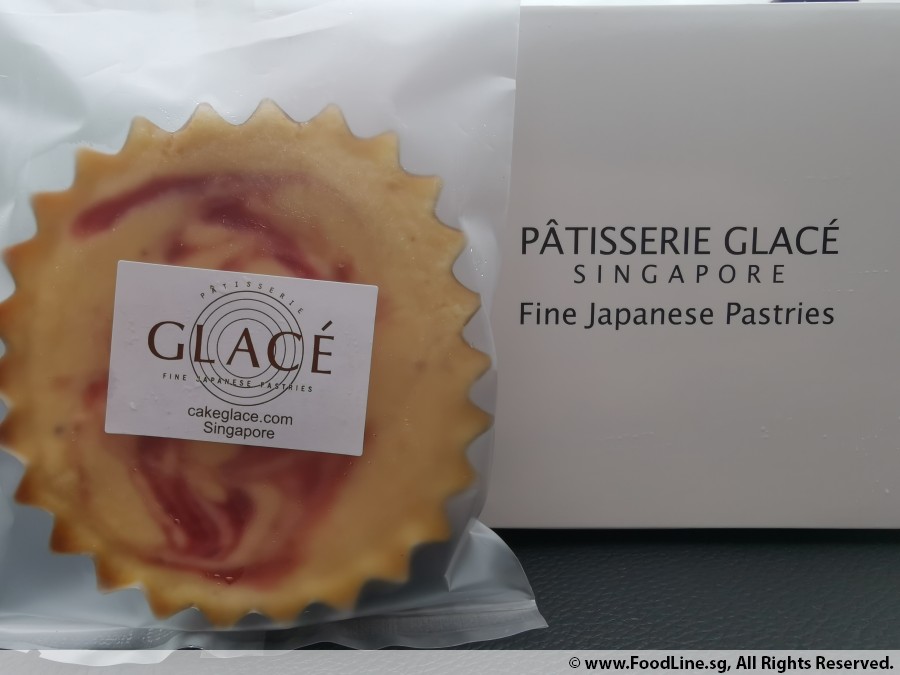 PÂTISSERIE
GLACÉ
FINE JAPANESE PASTRIES
cakeglace.com
Singapore
PÂTISSERIE GLACÉ
SINGAPORE
Fine Japanese Pastries
© www.FoodLine.sg, All Rights Reserved.